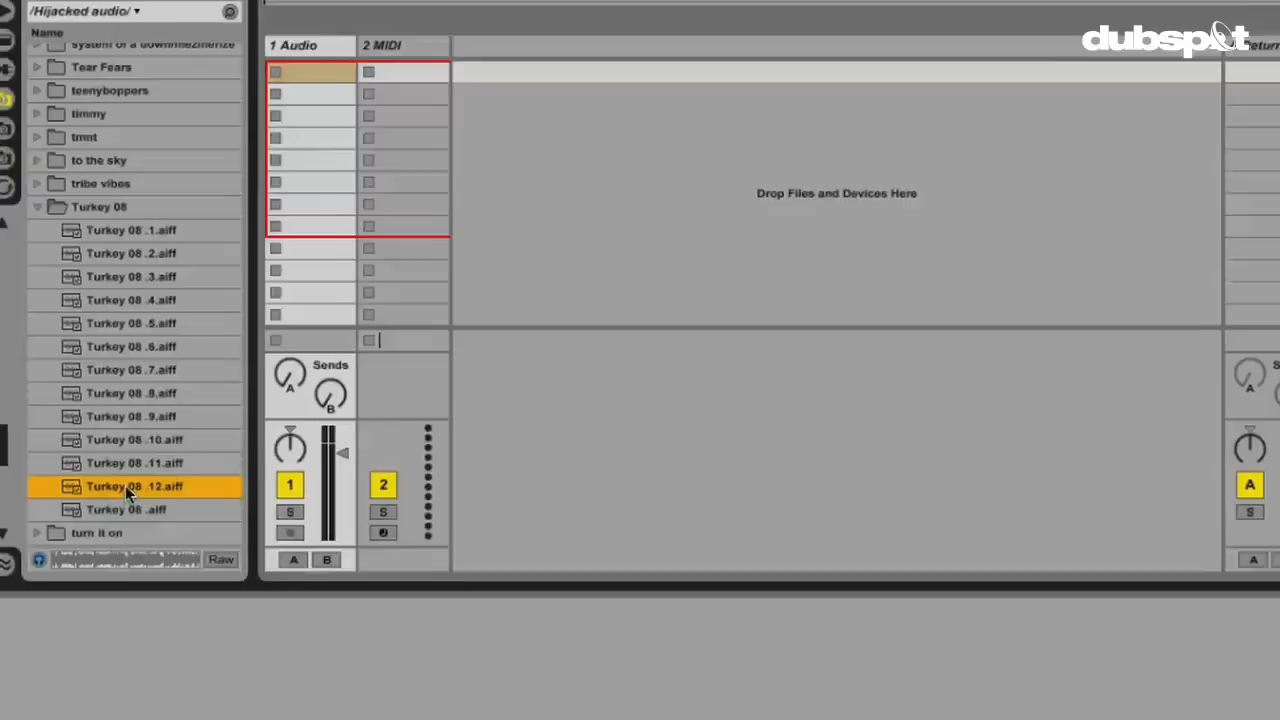 /Hijacked audio/
Name
system of a down/mezmerize
Tear Fears
teenyboppers
timmy
tmnt
to the sky
tribe vibes
Turkey 08
Turkey 08 .1.aiff
Turkey 08 .2.aiff
Turkey 08 .3.aiff
Turkey 08 .4.aiff
Turkey 08 .5.aiff
Turkey 08 .6.aiff
Turkey 08 .7.aiff
Turkey 08 .8.aiff
Turkey 08 .9.aiff
Turkey 08 .10.aiff
Turkey 08 .11.aiff
Turkey 08 .12.aiff
Turkey 08 .aiff
turn it on
Raw
1 Audio
2 MIDI
Drop Files and Devices Here
Sends
A
B
1
2
S
S
A B
dubspot
A
A
S
A